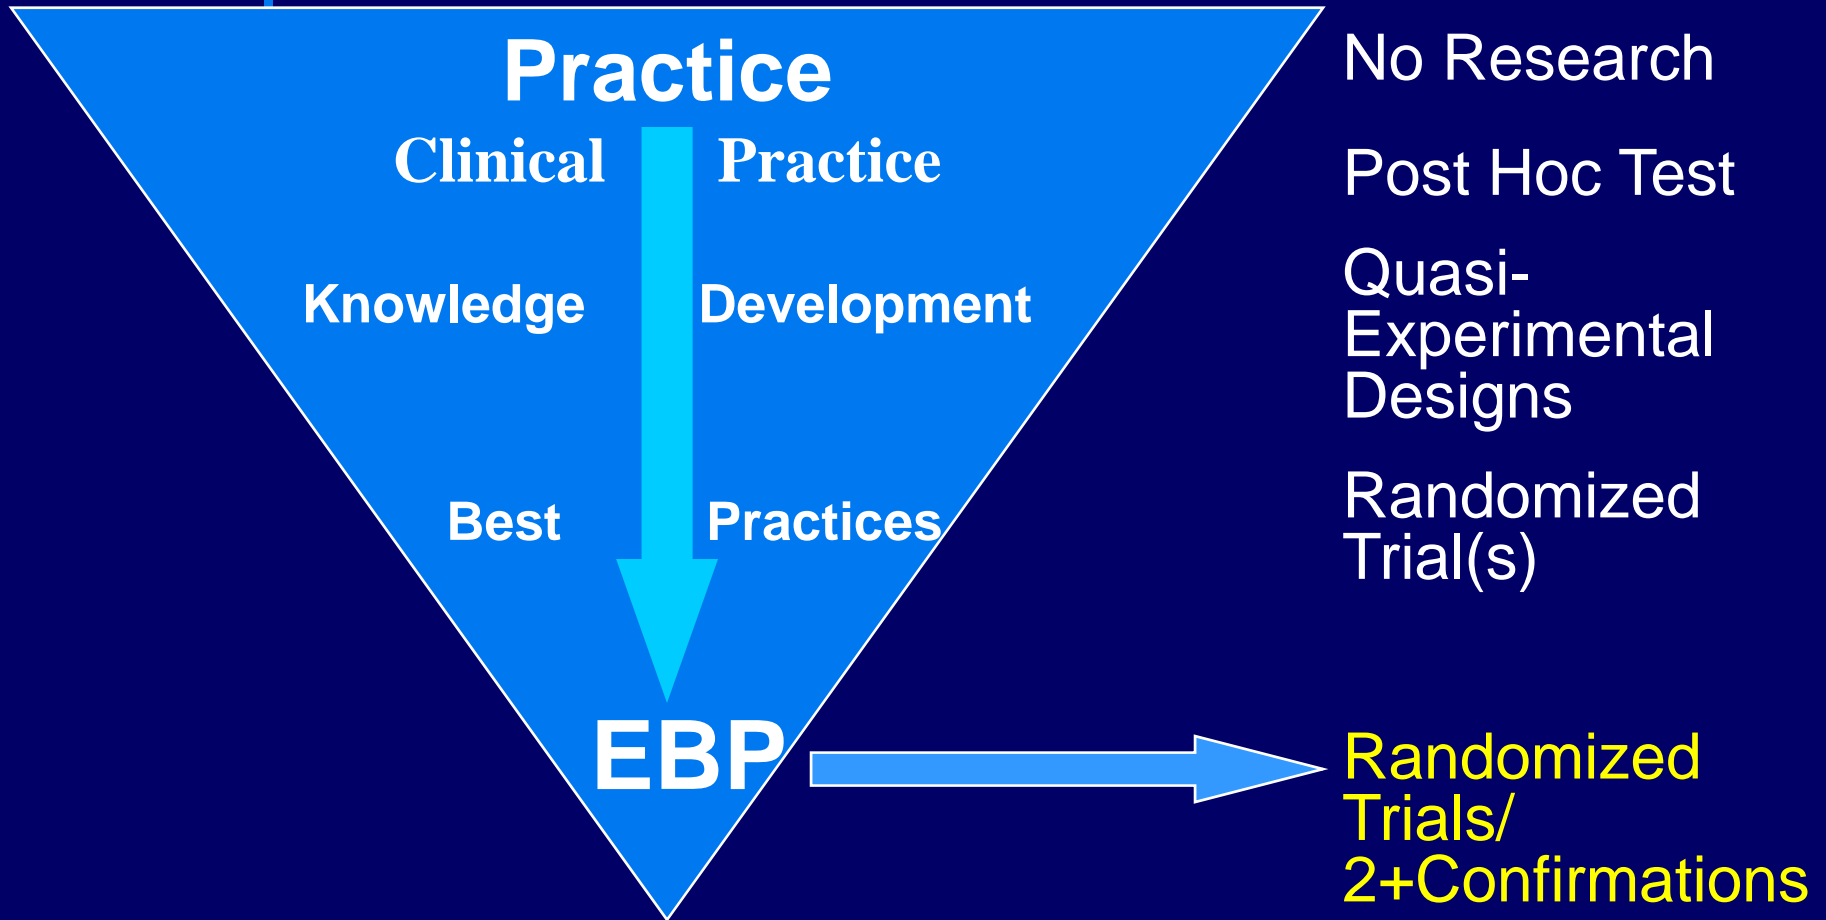 Practice
Clinical Practice
Knowledge Development
Best Practices
EBP
No Research
Post Hoc Test
Quasi-
Experimental
Designs
Randomized
Trial(s)
Randomized
Trials/
2+Confirmations